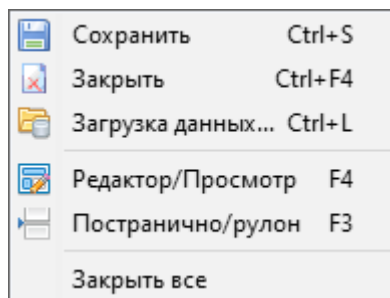 Сохранить Ctrl+S
Закрыть Ctrl+F4
Загрузка данных... Ctrl+L
Редактор/Просмотр F4
Постранично/рулон F3
Закрыть все